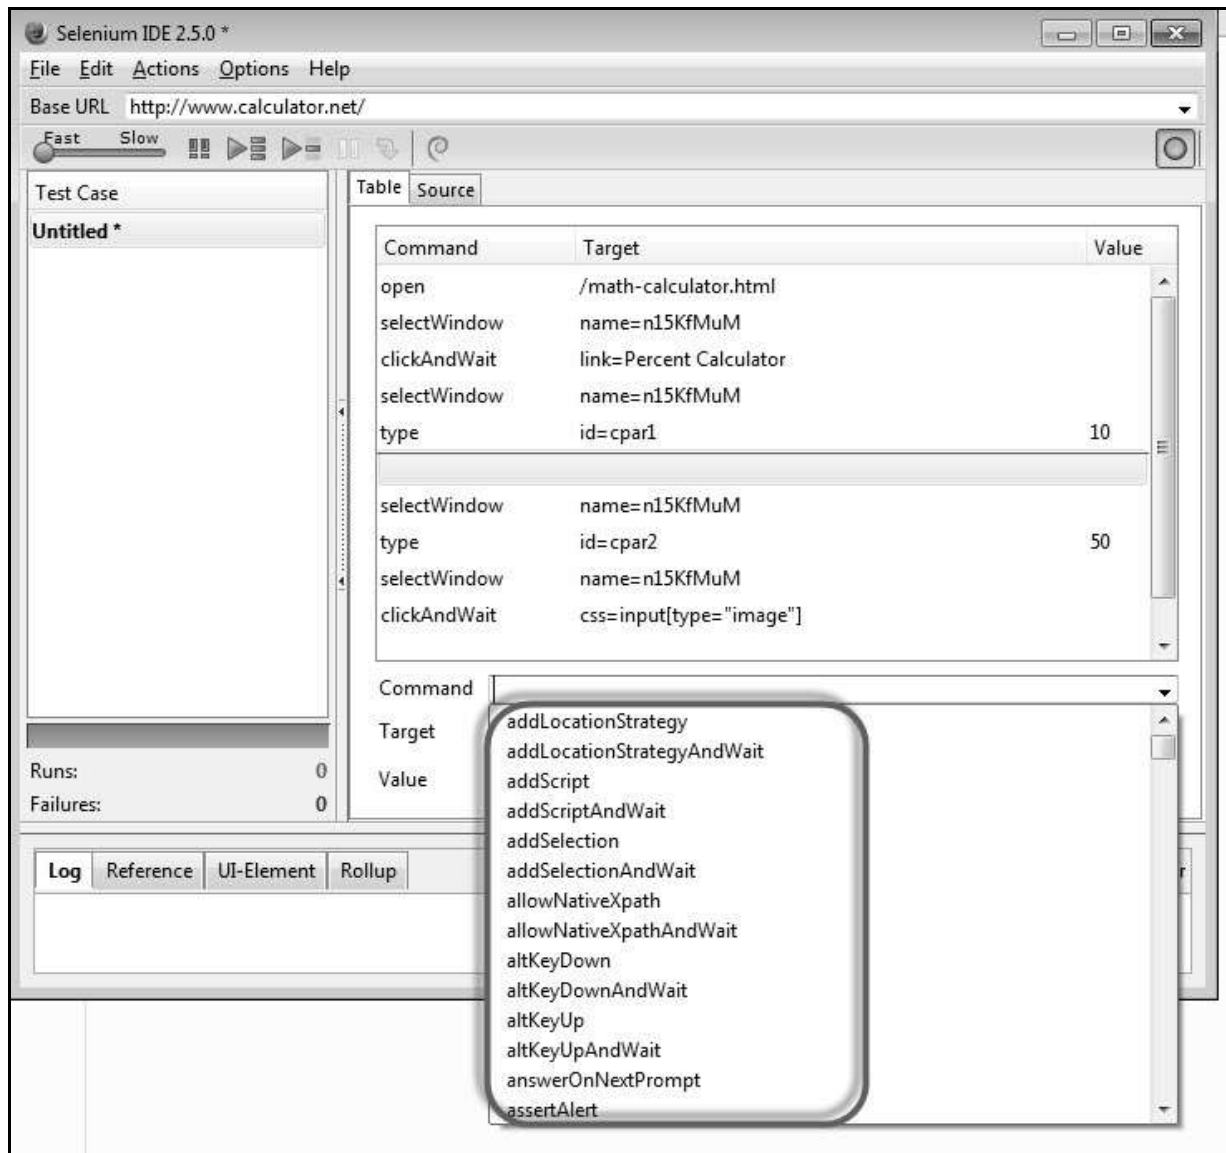 Selenium IDE 2.5.0 *
File Edit Actions Options Help
Base URL http://www.calculator.net/
Fast Slow
Test Case
Untitled *
Table Source
Command Target Value
open /math-calculator.html
selectWindow name=n15KfMuM
clickAndWait link=Percent Calculator
selectWindow name=n15KfMuM
type id=cpar1 10
selectWindow name=n15KfMuM
type id=cpar2 50
selectWindow name=n15KfMuM
clickAndWait css=input[type="image"]
Command
Target
Value
Runs: 0
Failures: 0
addLocationStrategy
addLocationStrategyAndWait
addScript
addScriptAndWait
addSelection
addSelectionAndWait
allowNativeXpath
allowNativeXpathAndWait
altKeyDown
altKeyDownAndWait
altKeyUp
altKeyUpAndWait
answerOnNextPrompt
assertAlert
Log Reference UI-Element Rollup